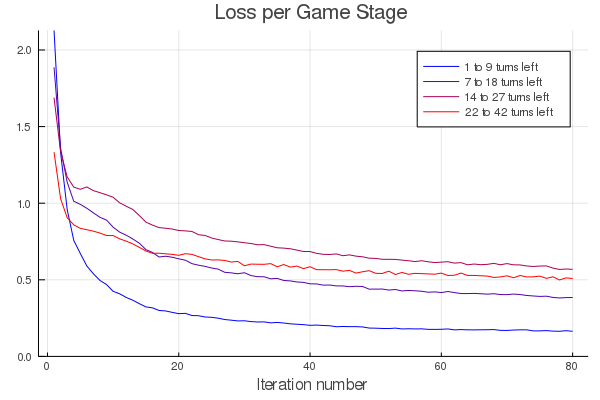 Loss per Game Stage
2.0
1.5
1.0
0.5
0.0
1 to 9 turns left
7 to 18 turns left
14 to 27 turns left
22 to 42 turns left
0 20 40 60 80
Iteration number